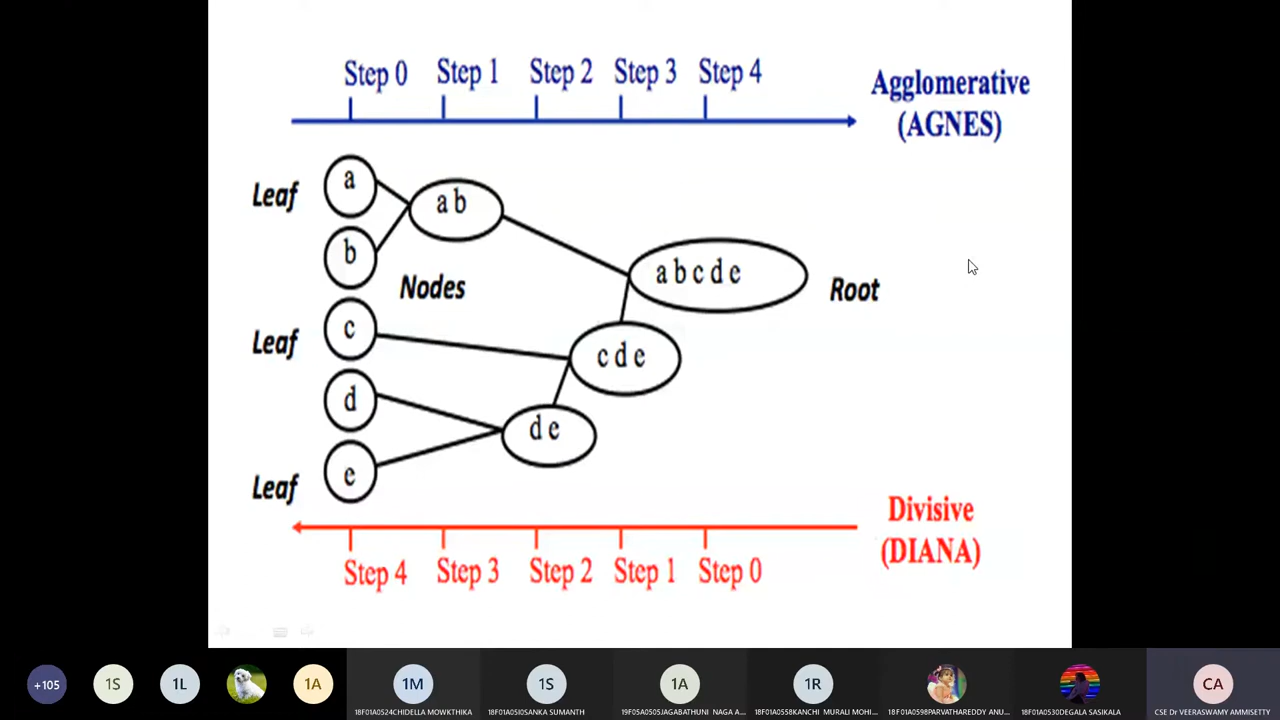 Step 0 Step 1 Step 2 Step 3 Step 4
Agglomerative
(AGNES)
Leaf
a
a b
b
a b c d e
Nodes
Root
Leaf
c
c d e
d
d e
e
Leaf
Divisive
(DIANA)
Step 4 Step 3 Step 2 Step 1 Step 0
+105
1S
1L
1A
1M
1S
1A
1R
CA
18F01A0524CHIDELLA MOWKTHIKA
18F01A05I0SANKA SUMANTH
19F05A0505JAGABATHUNI NAGA A...
18F01A0558KANCHI MURALI MOHI...
18F01A0598PARVATHAREDDY ANU...
18F01A0530DEGALA SASIKALA
CSE Dr VEERASWAMY AMMISETTY